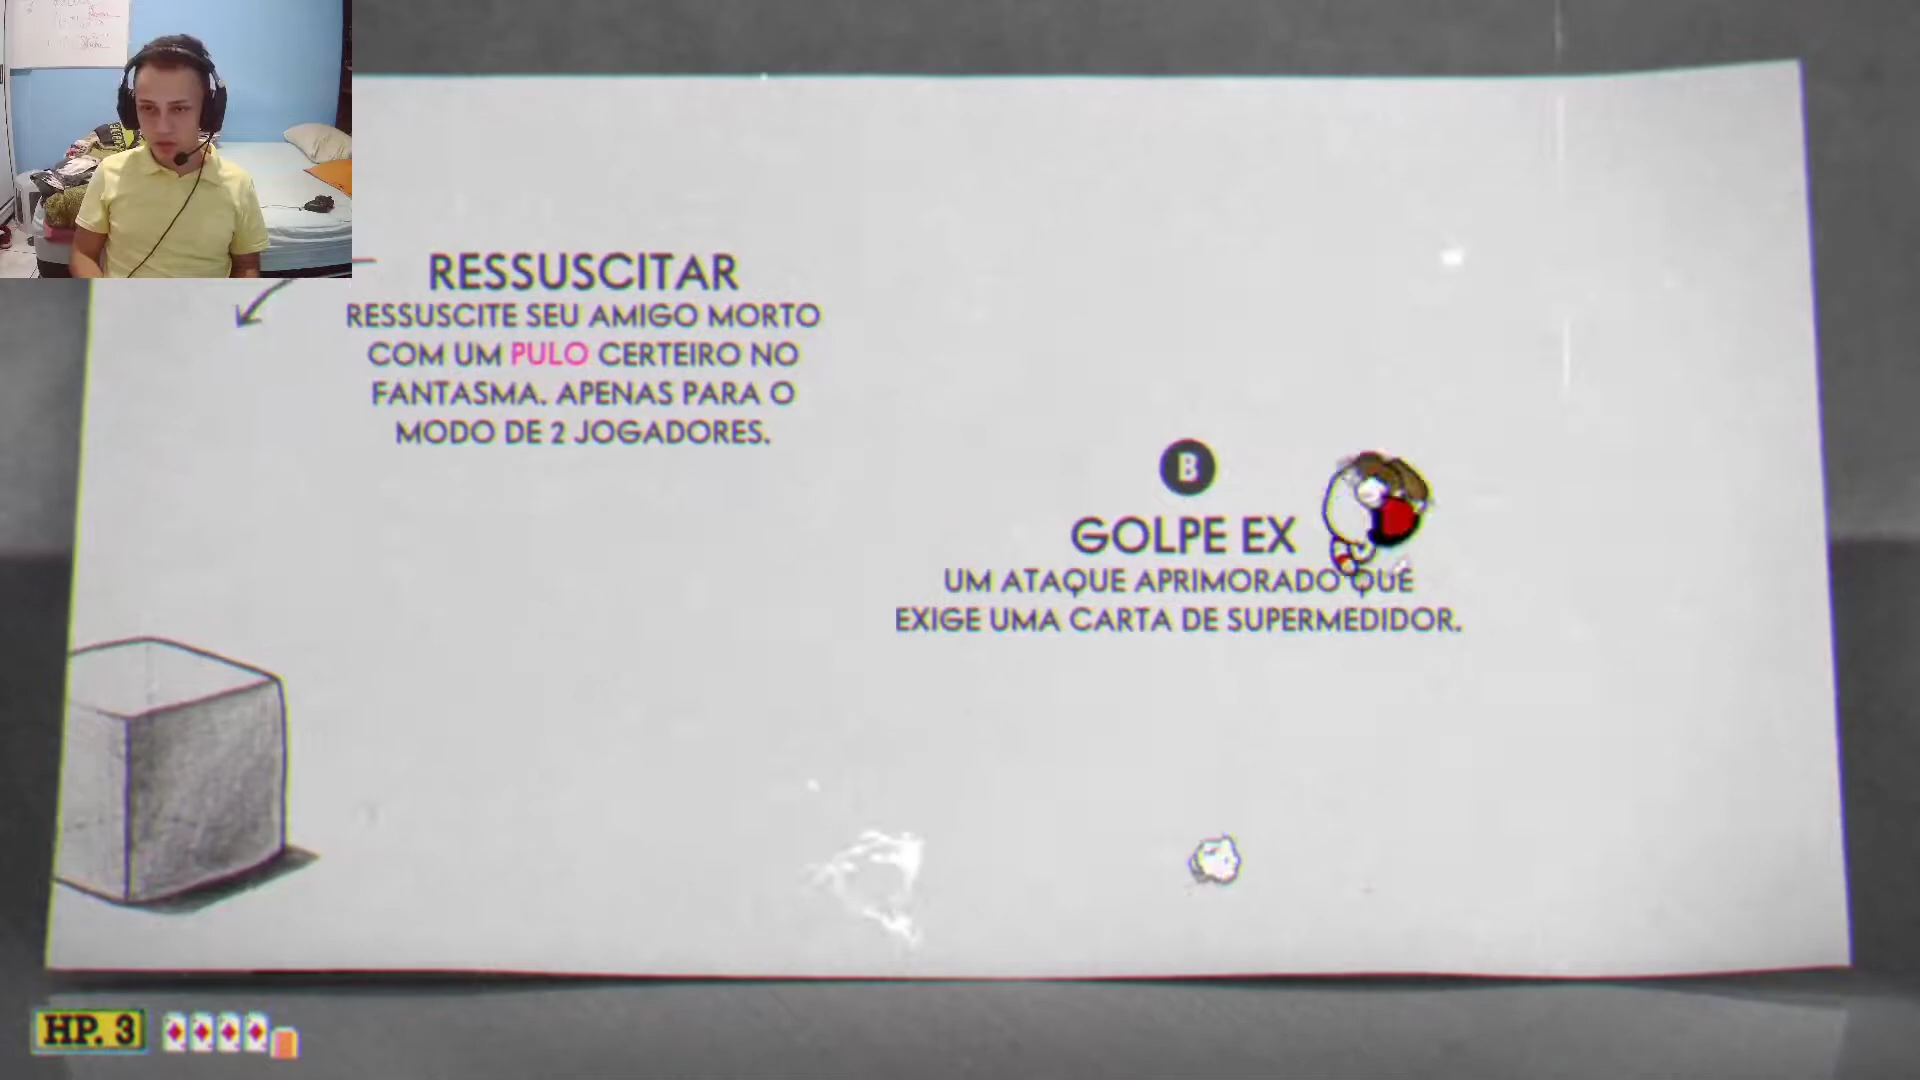 RESSUSCITAR
RESSUSCITE SEU AMIGO MORTO
COM UM PULO CERTEIRO NO
FANTASMA. APENAS PARA O
MODO DE 2 JOGADORES.
B
GOLPE EX
UM ATAQUE APRIMORADO QUE
EXIGE UMA CARTA DE SUPERMEDIDOR.
HP. 3